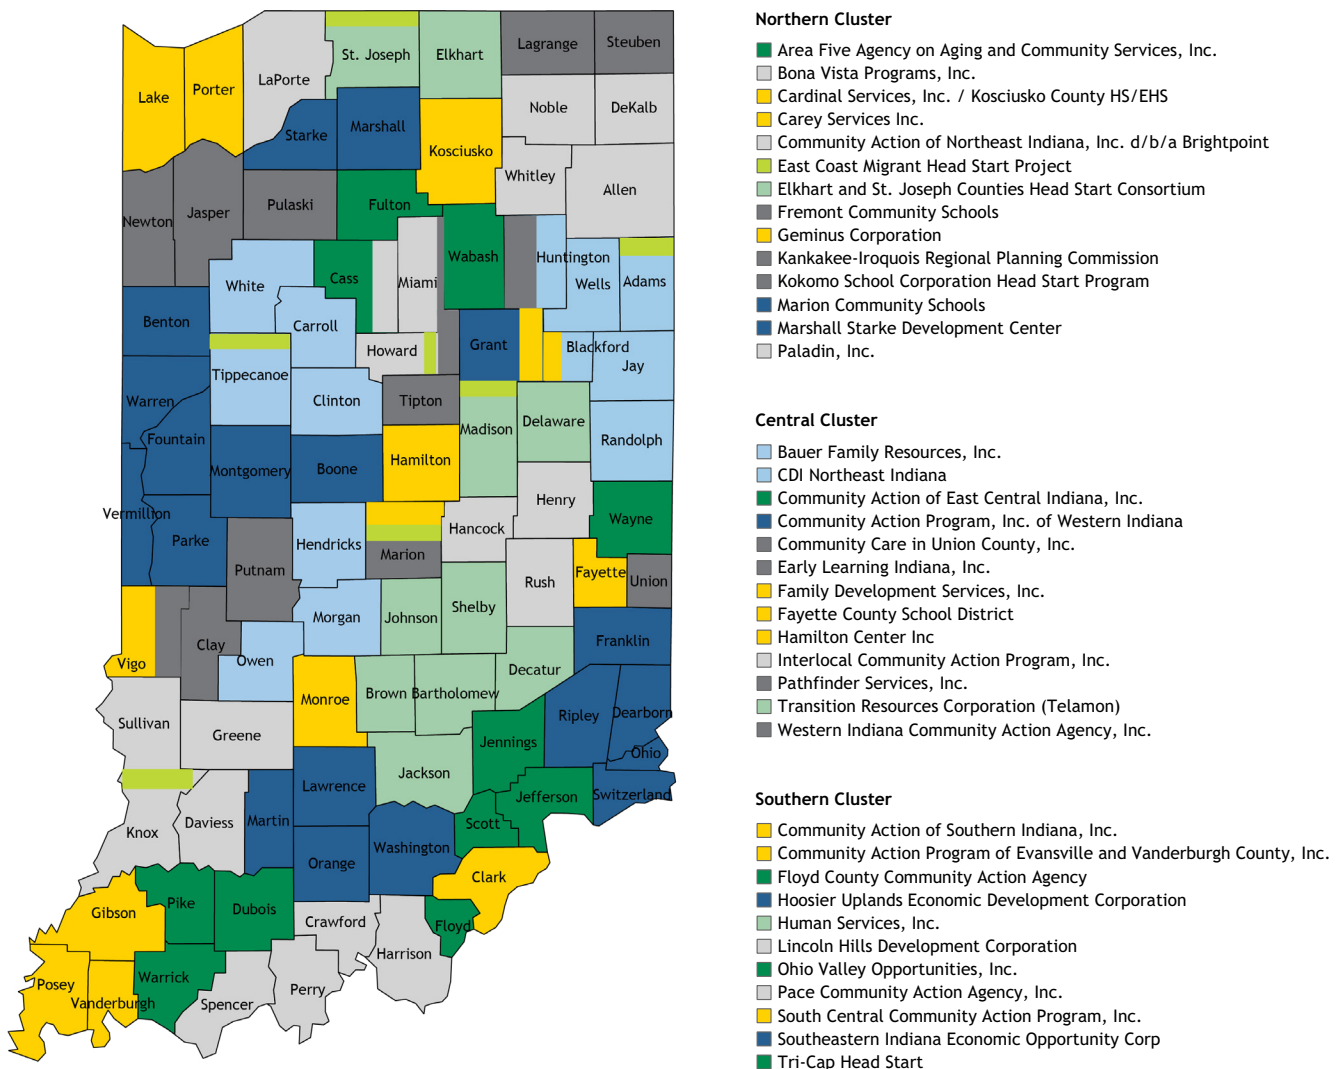 Lake
Porter
LaPorte
St. Joseph
Elkhart
Lagrange
Steuben
Noble
DeKalb
Starke
Marshall
Kosciusko
Whitley
Allen
Newton
Jasper
Pulaski
Fulton
Wabash
Huntington
Wells
Adams
White
Cass
Miami
Benton
Carroll
Howard
Grant
Blackford
Jay
Tippecanoe
Warren
Clinton
Tipton
Madison
Delaware
Randolph
Fountain
Montgomery
Boone
Hamilton
Henry
Wayne
Vermillion
Parke
Putnam
Hendricks
Marion
Hancock
Rush
Fayette
Union
Morgan
Johnson
Shelby
Franklin
Vigo
Clay
Owen
Monroe
Brown
Bartholomew
Decatur
Ripley
Dearborn
Ohio
Sullivan
Greene
Jennings
Jackson
Lawrence
Jefferson
Switzerland
Knox
Daviess
Martin
Scott
Orange
Washington
Clark
Gibson
Pike
Dubois
Crawford
Floyd
Harrison
Posey
Vanderburgh
Warrick
Spencer
Perry
Northern Cluster
Area Five Agency on Aging and Community Services, Inc.
Bona Vista Programs, Inc.
Cardinal Services, Inc. / Kosciusko County HS/EHS
Carey Services Inc.
Community Action of Northeast Indiana, Inc. d/b/a Brightpoint
East Coast Migrant Head Start Project
Elkhart and St. Joseph Counties Head Start Consortium
Fremont Community Schools
Geminus Corporation
Kankakee-Iroquois Regional Planning Commission
Kokomo School Corporation Head Start Program
Marion Community Schools
Marshall Starke Development Center
Paladin, Inc.
Central Cluster
Bauer Family Resources, Inc.
CDI Northeast Indiana
Community Action of East Central Indiana, Inc.
Community Action Program, Inc. of Western Indiana
Community Care in Union County, Inc.
Early Learning Indiana, Inc.
Family Development Services, Inc.
Fayette County School District
Hamilton Center Inc
Interlocal Community Action Program, Inc.
Pathfinder Services, Inc.
Transition Resources Corporation (Telamon)
Western Indiana Community Action Agency, Inc.
Southern Cluster
Community Action of Southern Indiana, Inc.
Community Action Program of Evansville and Vanderburgh County, Inc.
Floyd County Community Action Agency
Hoosier Uplands Economic Development Corporation
Human Services, Inc.
Lincoln Hills Development Corporation
Ohio Valley Opportunities, Inc.
Pace Community Action Agency, Inc.
South Central Community Action Program, Inc.
Southeastern Indiana Economic Opportunity Corp
Tri-Cap Head Start